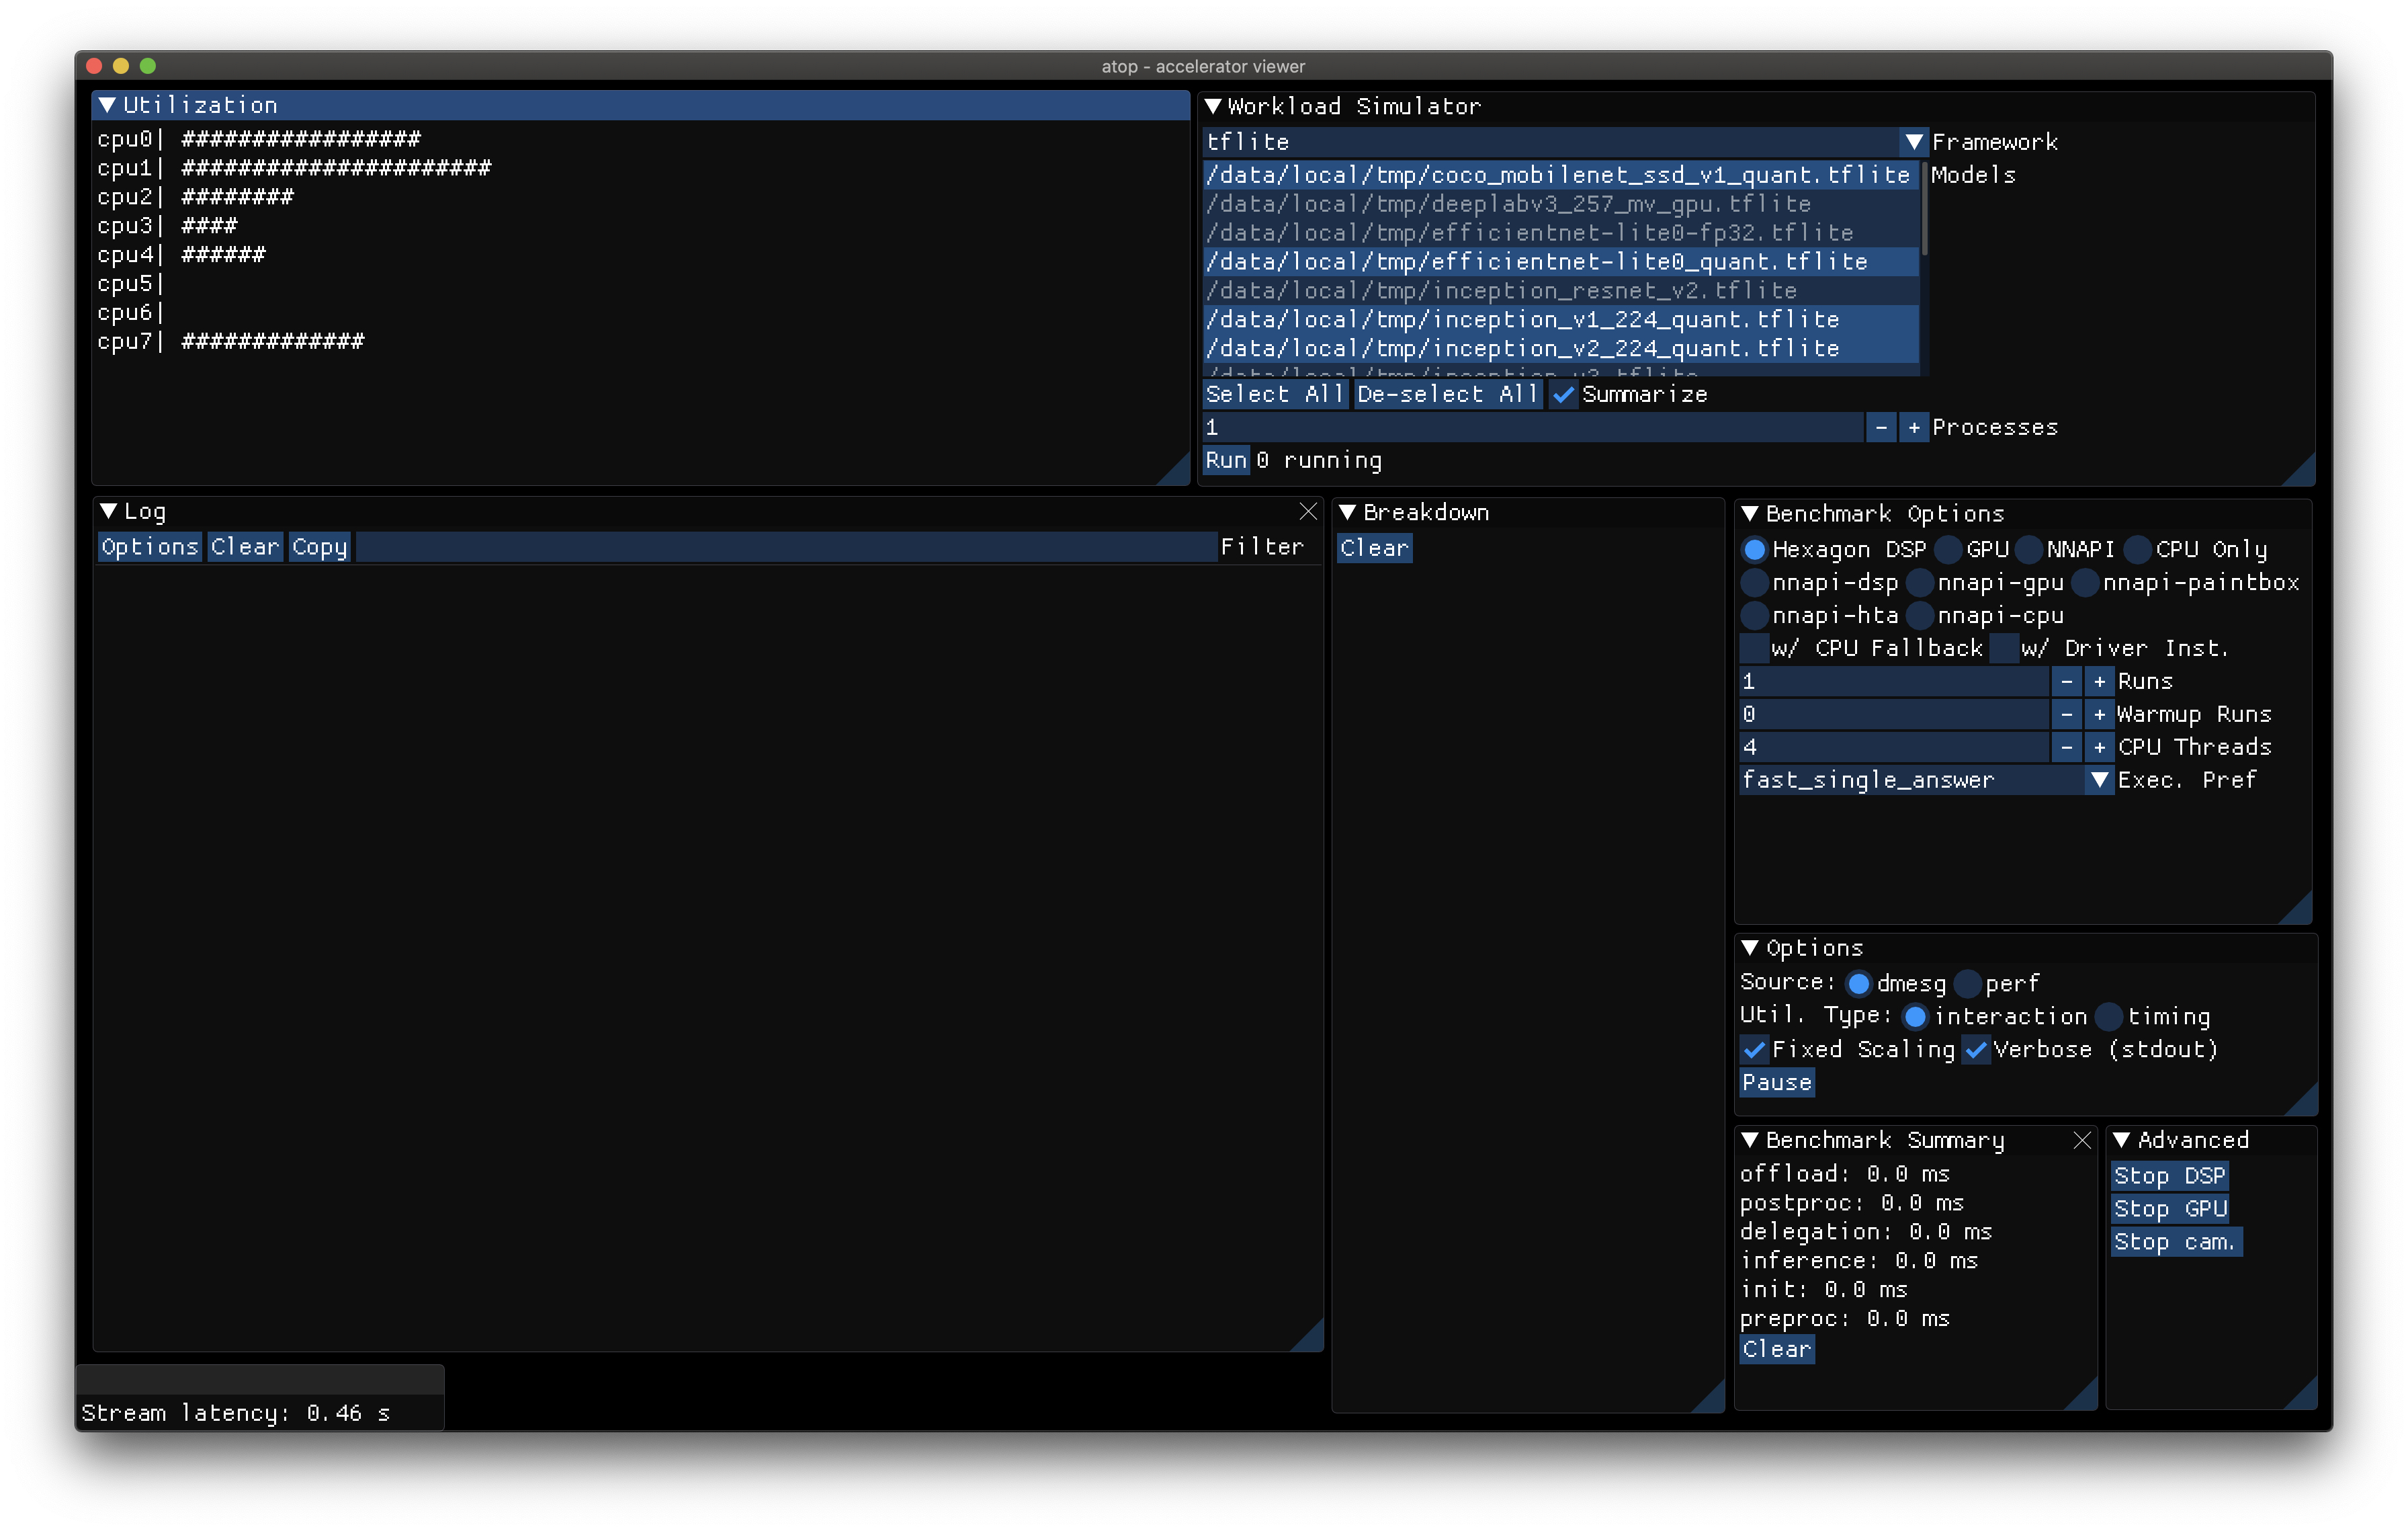 atop - accelerator viewer
Utilization
cpu0| #################
cpu1| ######################
cpu2| ########
cpu3| ####
cpu4| ######
cpu5|
cpu6|
cpu7| #############
Workload Simulator
tflite Framework
/data/local/tmp/coco_mobilenet_ssd_v1_quant.tflite Models
/data/local/tmp/deeplabv3_257_mv_gpu.tflite
/data/local/tmp/efficientnet-lite0-fp32.tflite
/data/local/tmp/efficientnet-lite0_quant.tflite
/data/local/tmp/inception_resnet_v2.tflite
/data/local/tmp/inception_v1_224_quant.tflite
/data/local/tmp/inception_v2_224_quant.tflite
/data/local/tmp/inception_v3.tflite
Select All De-select All Summarize
1 - + Processes
Run 0 running
Log
Options Clear Copy Filter
Breakdown
Clear
Benchmark Options
Hexagon DSP GPU NNAPI CPU Only
nnapi-dsp nnapi-gpu nnapi-paintbox
nnapi-hta nnapi-cpu
w/ CPU Fallback w/ Driver Inst.
1 - + Runs
0 - + Warmup Runs
4 - + CPU Threads
fast_single_answer Exec. Pref
Options
Source: dmesg perf
Util. Type: interaction timing
Fixed Scaling Verbose (stdout)
Pause
Benchmark Summary
offload: 0.0 ms
postproc: 0.0 ms
delegation: 0.0 ms
inference: 0.0 ms
init: 0.0 ms
preproc: 0.0 ms
Clear
Advanced
Stop DSP
Stop GPU
Stop cam.
Stream latency: 0.46 s